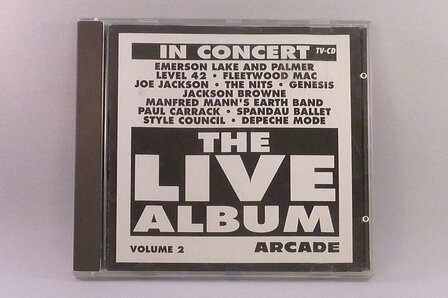 IN CONCERT TV-CD
EMERSON LAKE AND PALMER
LEVEL 42 • FLEETWOOD MAC
JOE JACKSON • THE NITS • GENESIS
JACKSON BROWNE
MANFRED MANN'S EARTH BAND
PAUL CARRACK • SPANDAU BALLET
STYLE COUNCIL • DEPECHE MODE
THE
LIVE
ALBUM
VOLUME 2 ARCADE